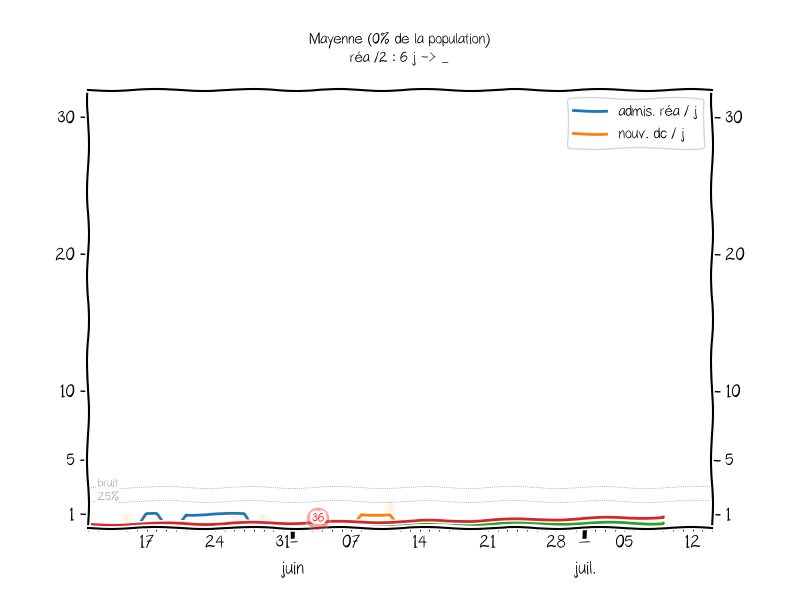 Mayenne (0% de la population)
réa /2 : 6 j -> _
admis. réa / j
nouv. dc / j
30
30
20
20
10
10
5
5
bruit
25%
1
1
36
17 24 31 07 14 21 28 05 12
juin juil.